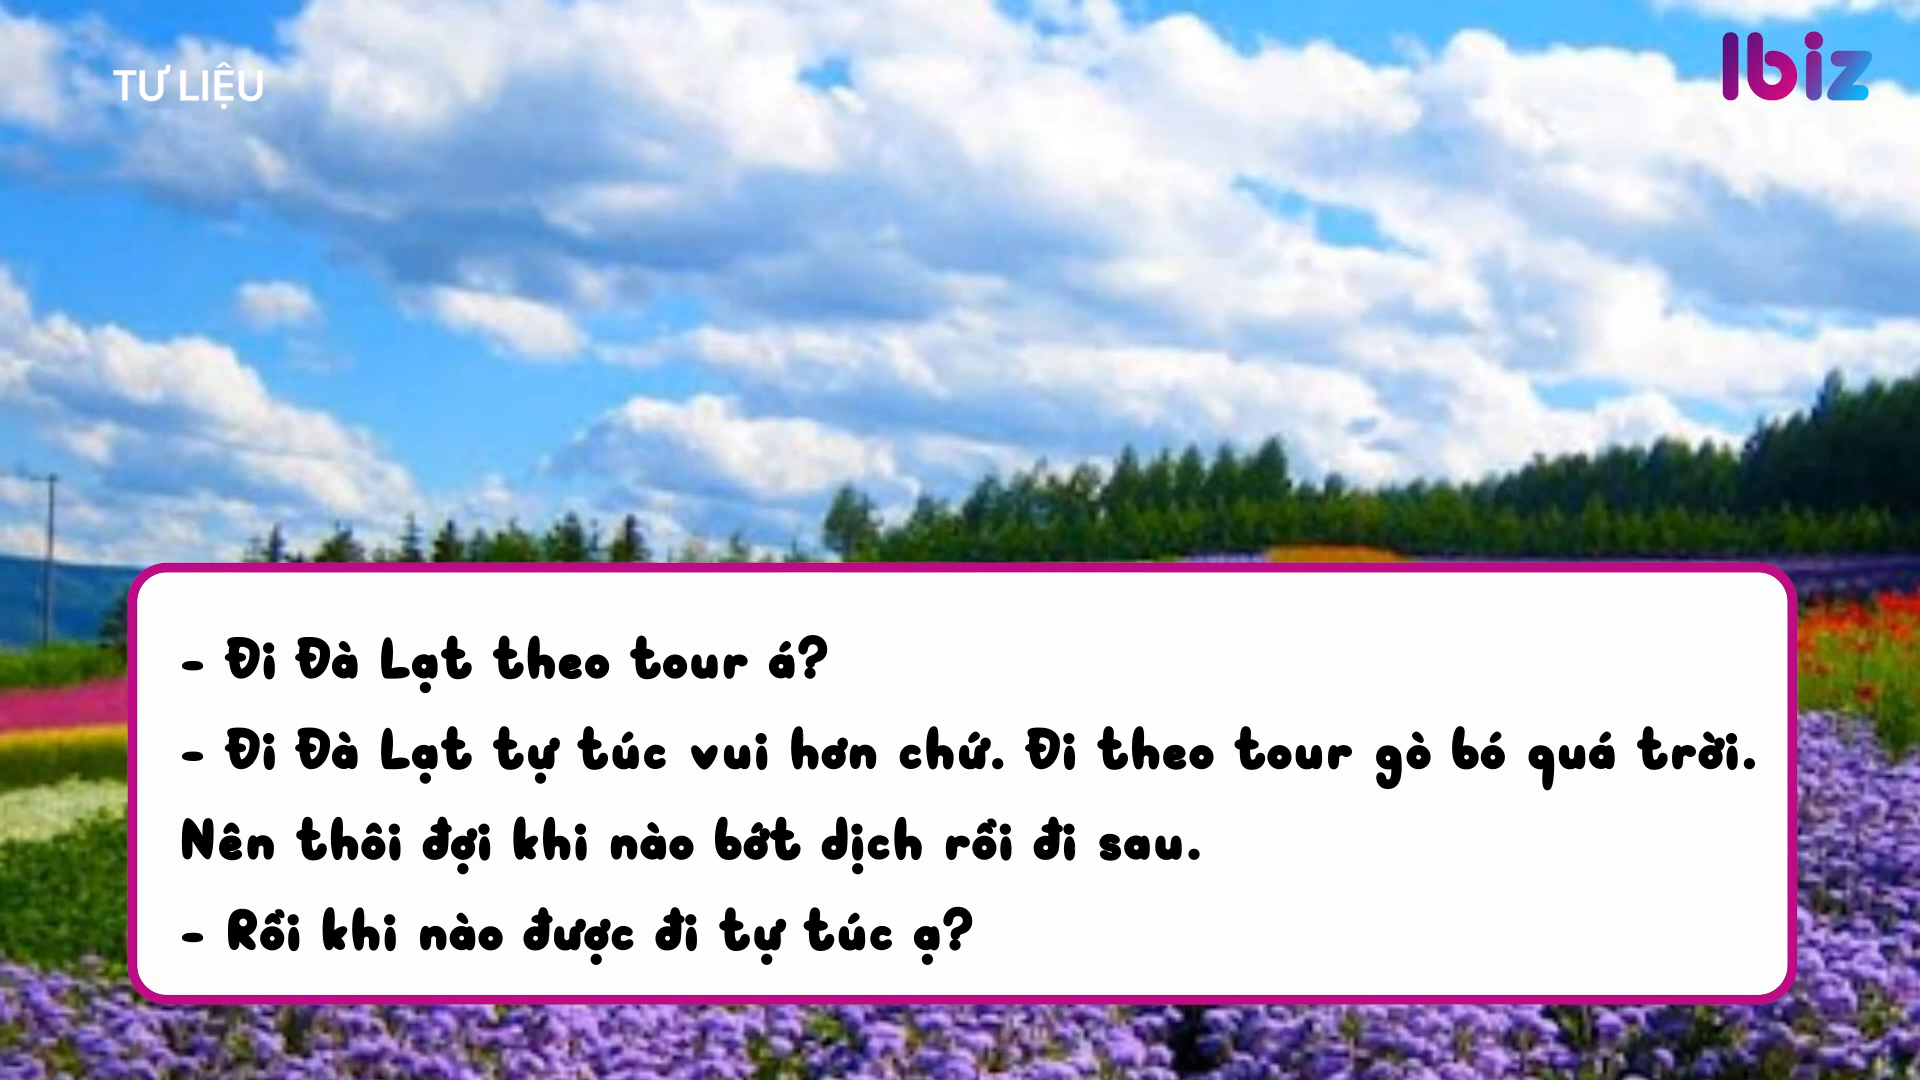 TƯ LIỆU
Ibiz
- Đi Đà Lạt theo tour á?
- Đi Đà Lạt tự túc vui hơn chứ. Đi theo tour gò bó quá trời.
Nên thôi đợi khi nào bớt dịch rồi đi sau.
- Rồi khi nào được đi tự túc ạ?